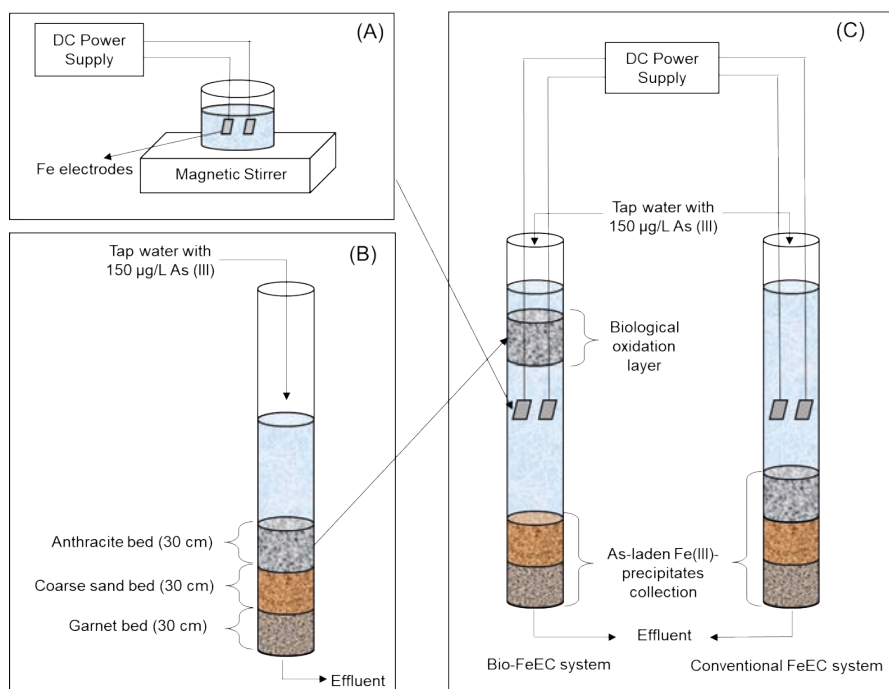 (A)
DC Power
Supply
Fe electrodes
Magnetic Stirrer
(B)
Tap water with
150 µg/L As (III)
Anthracite bed (30 cm)
Coarse sand bed (30 cm)
Garnet bed (30 cm)
Effluent
(C)
DC Power
Supply
Tap water with
150 µg/L As (III)
Biological
oxidation
layer
As-laden Fe(III)-
precipitates
collection
Effluent
Bio-FeEC system
Conventional FeEC system